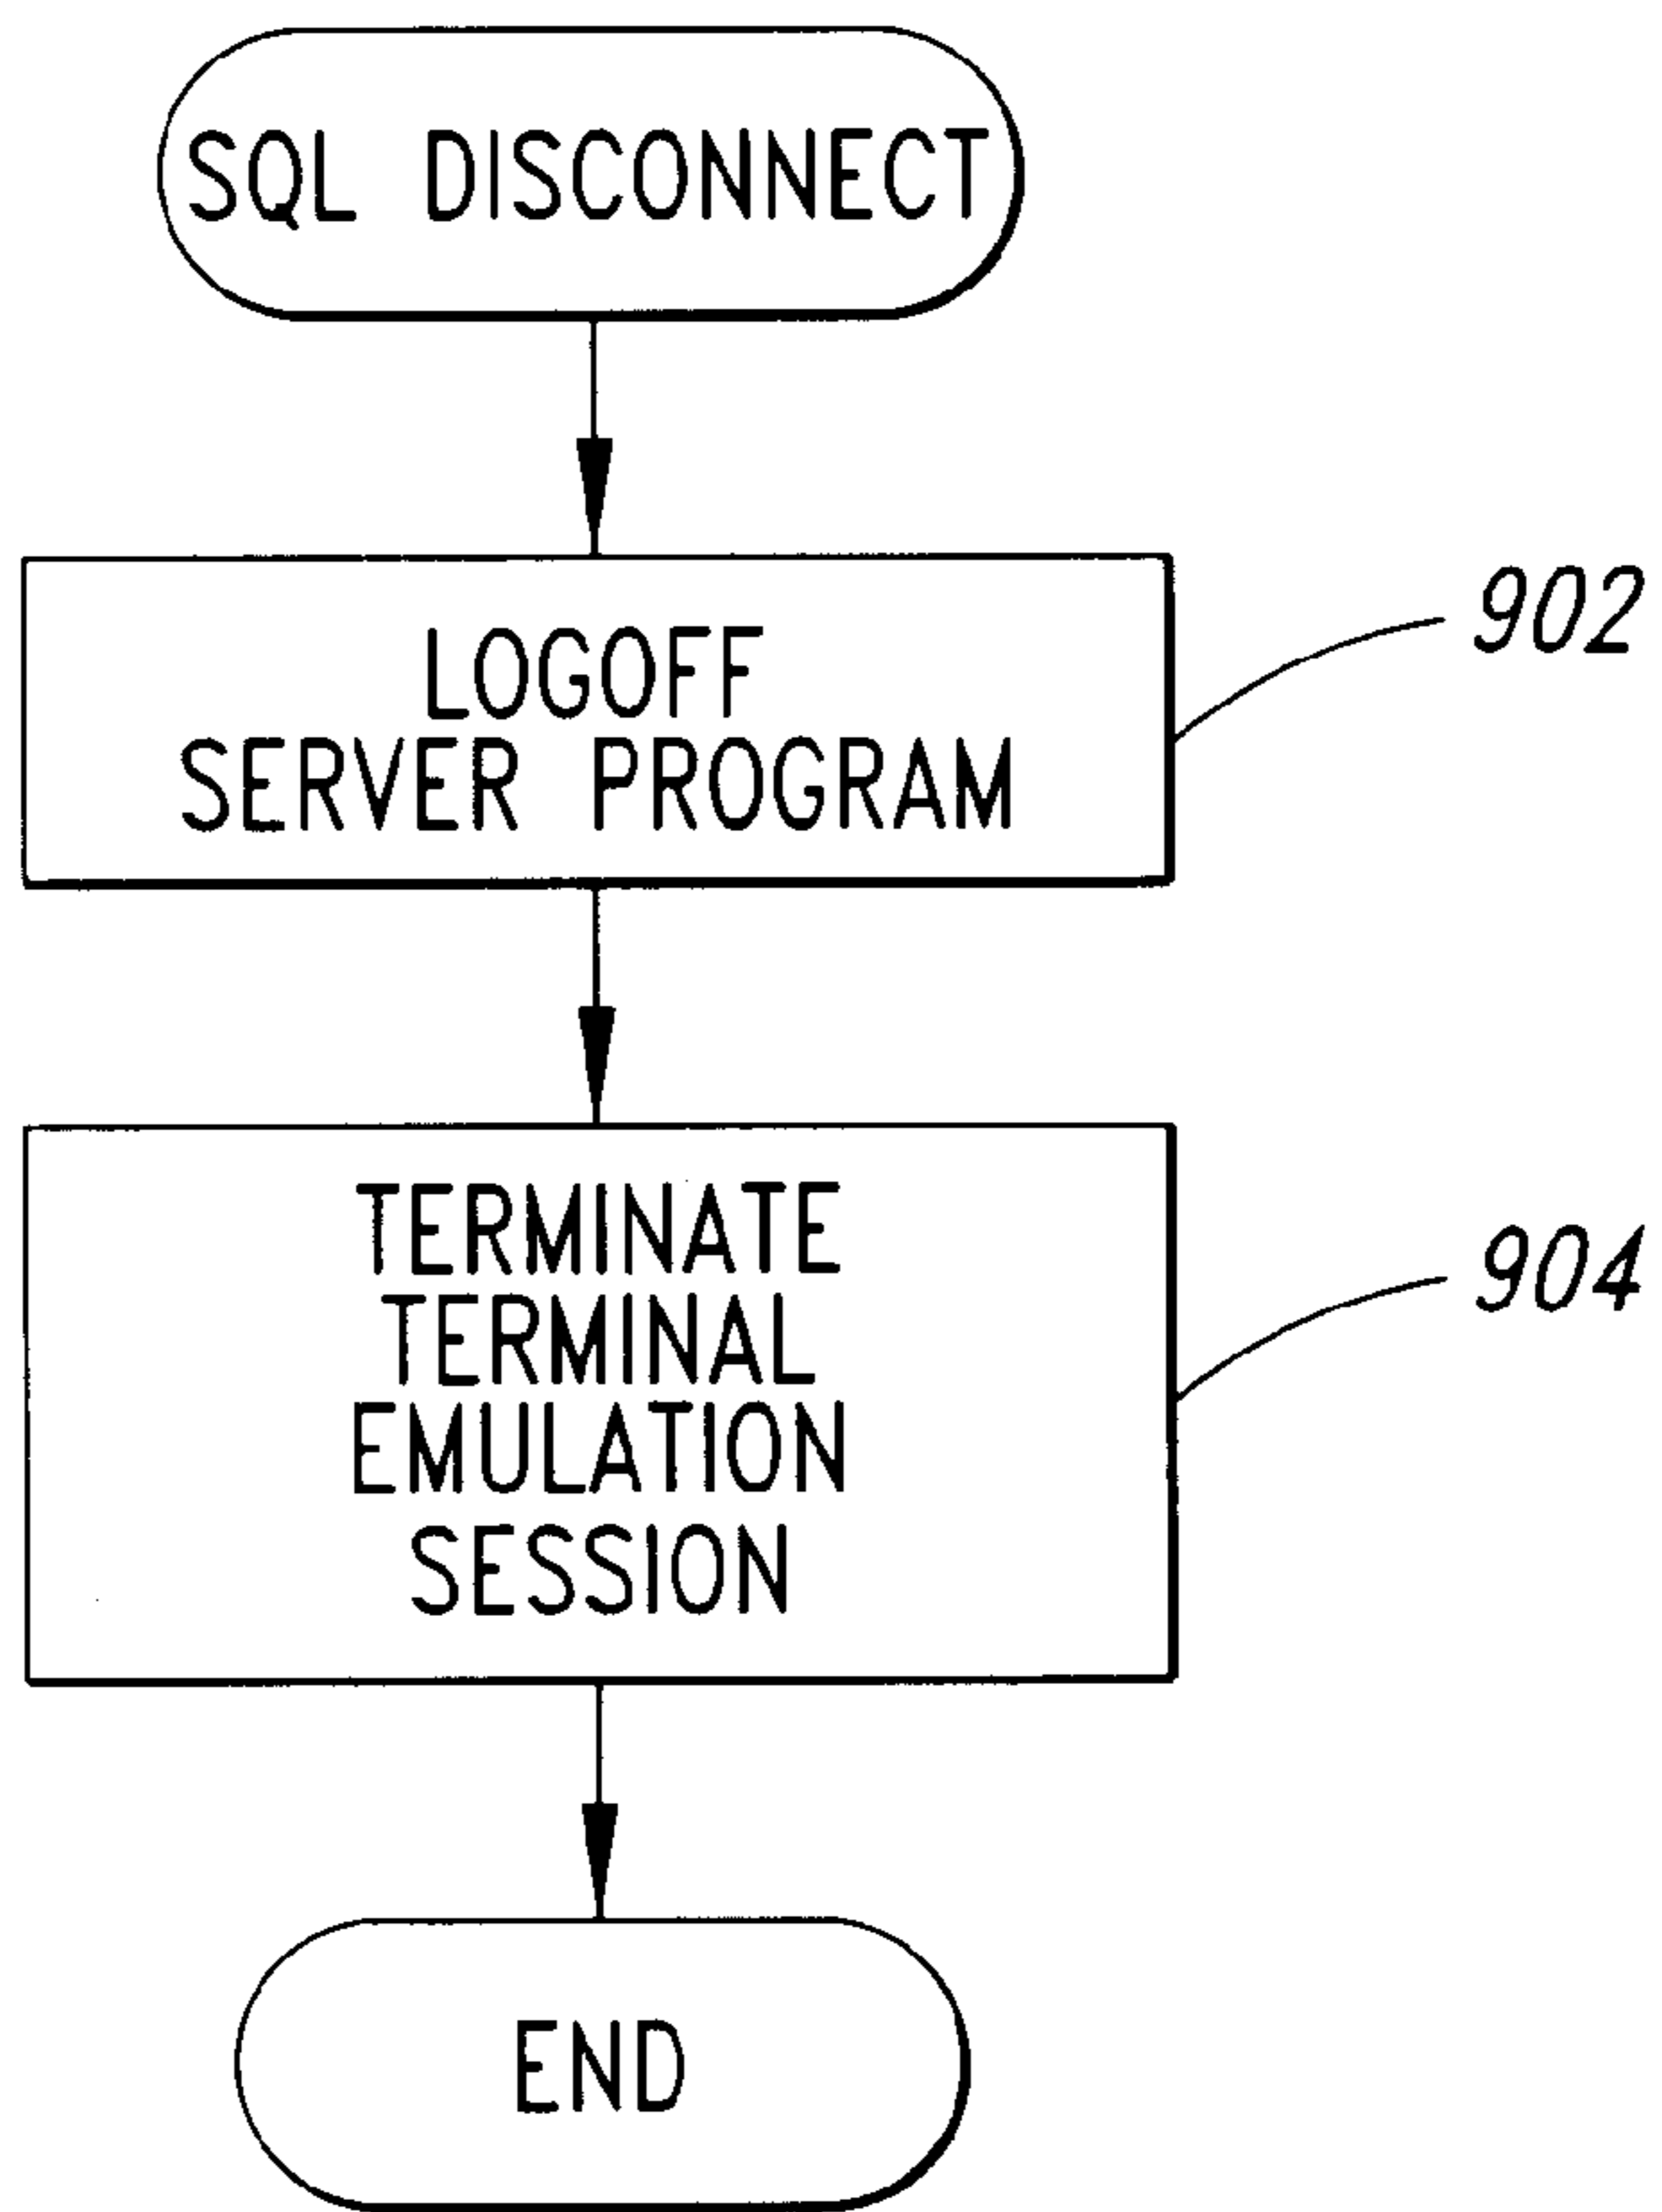 SQL DISCONNECT
LOGOFF
SERVER PROGRAM
902
TERMINATE
TERMINAL
EMULATION
SESSION
904
END